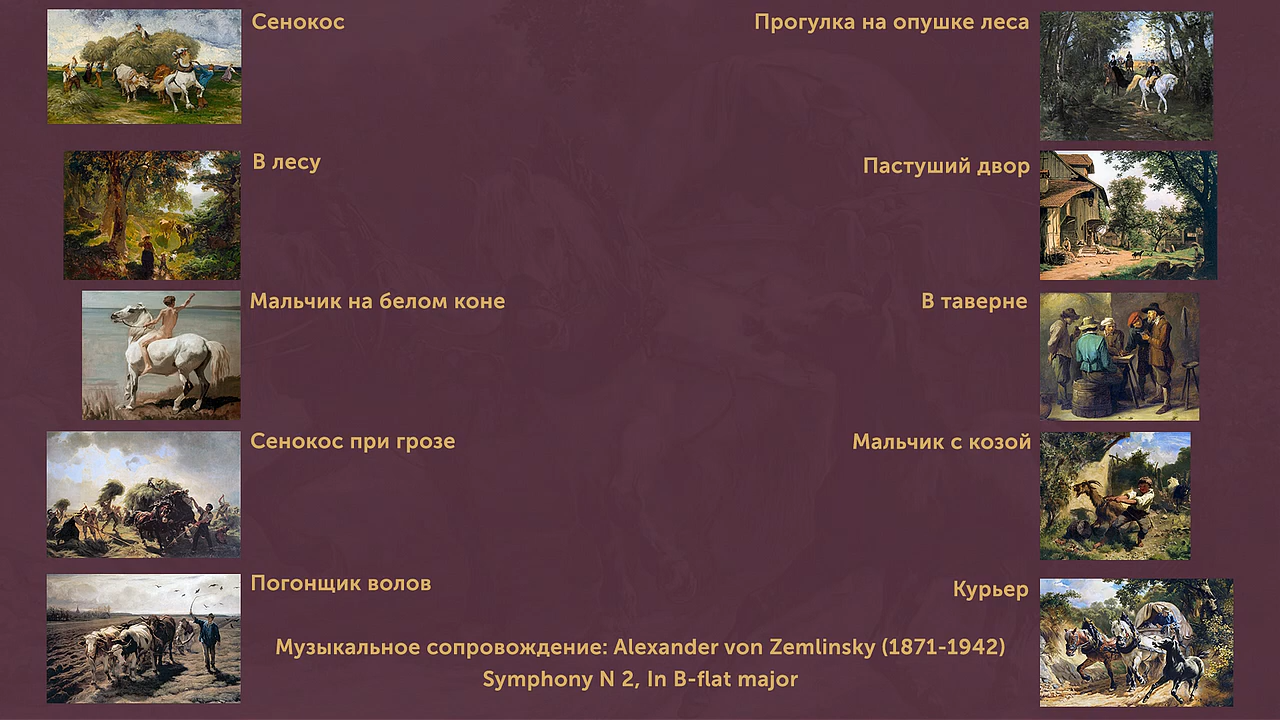 Сенокос
Прогулка на опушке леса
В лесу
Пастуший двор
Мальчик на белом коне
В таверне
Сенокос при грозе
Мальчик с козой
Погонщик волов
Курьер
Музыкальное сопровождение: Alexander von Zemlinsky (1871-1942)
Symphony N 2, In B-flat major